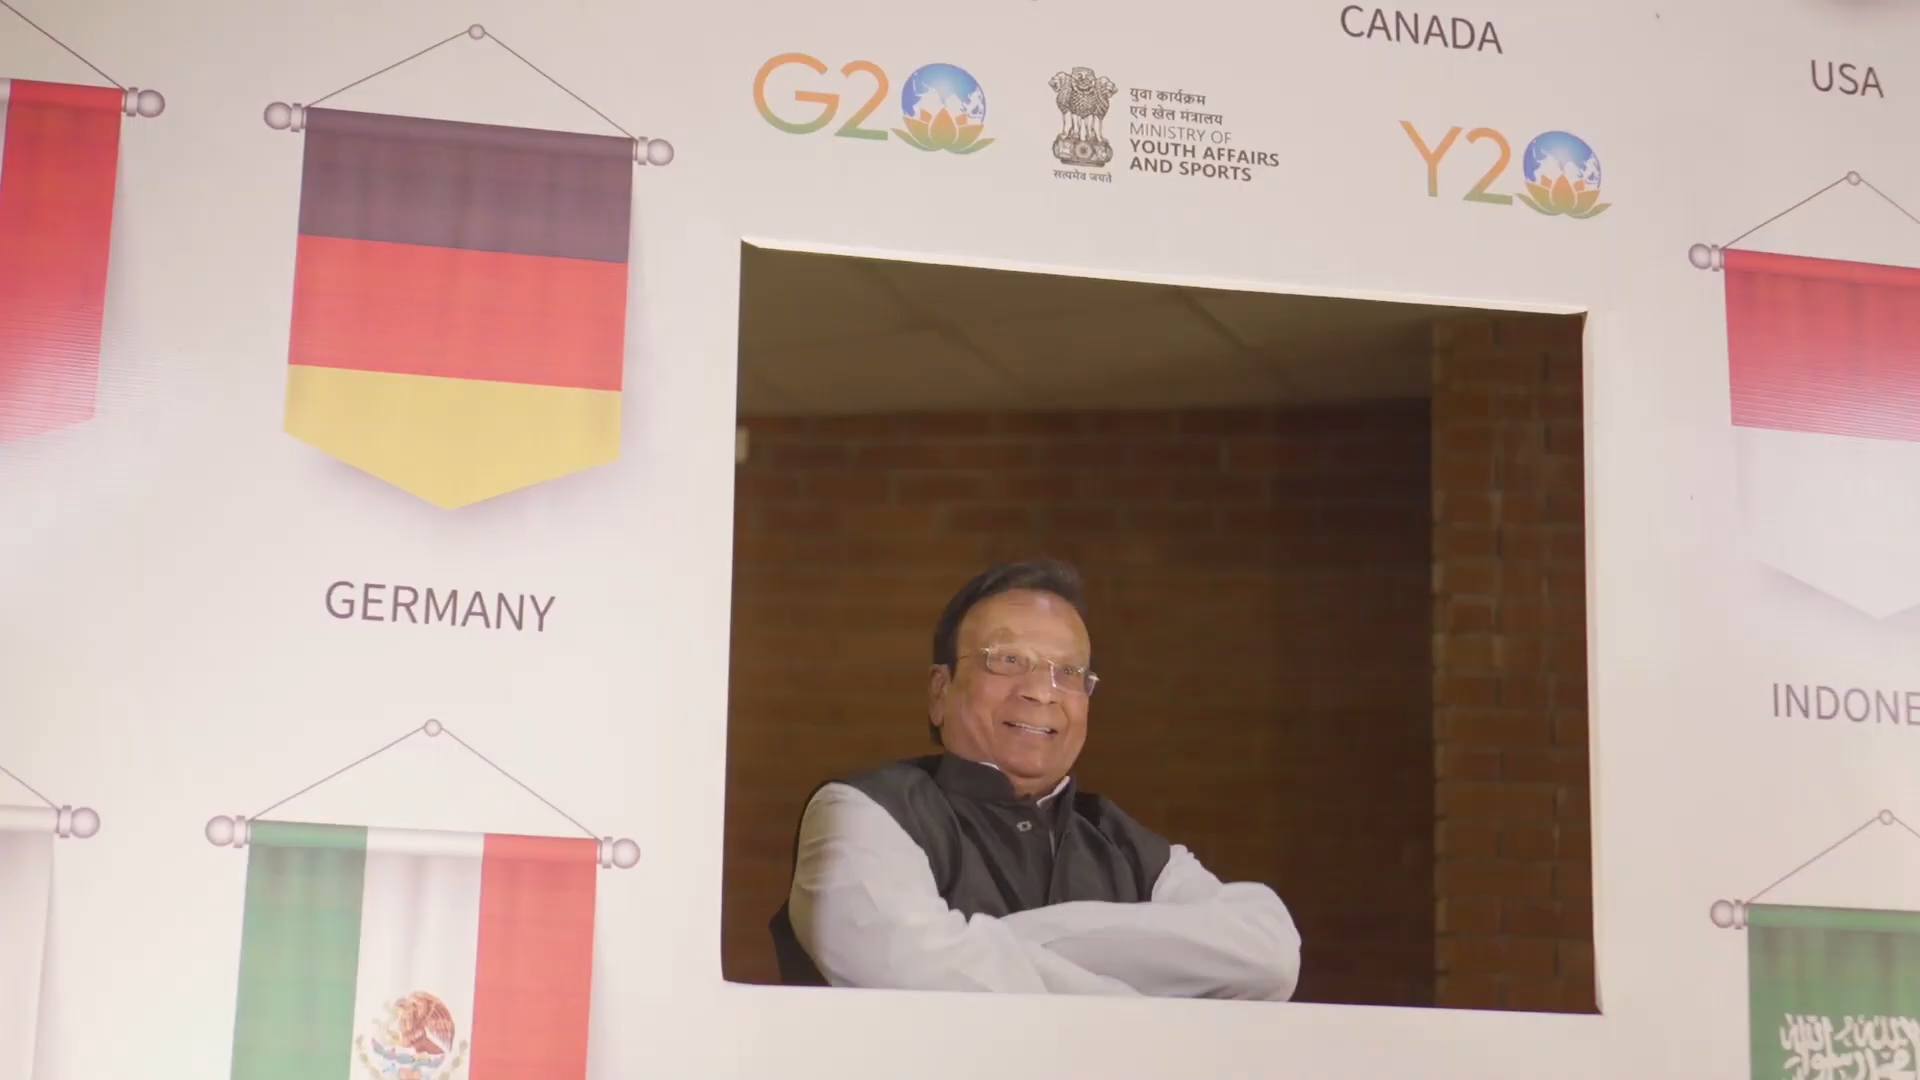 CANADA
USA
G20
युवा कार्यक्रम
एवं खेल मंत्रालय
MINISTRY OF
YOUTH AFFAIRS
AND SPORTS
सत्यमेव जयते
Y20
GERMANY
INDONE